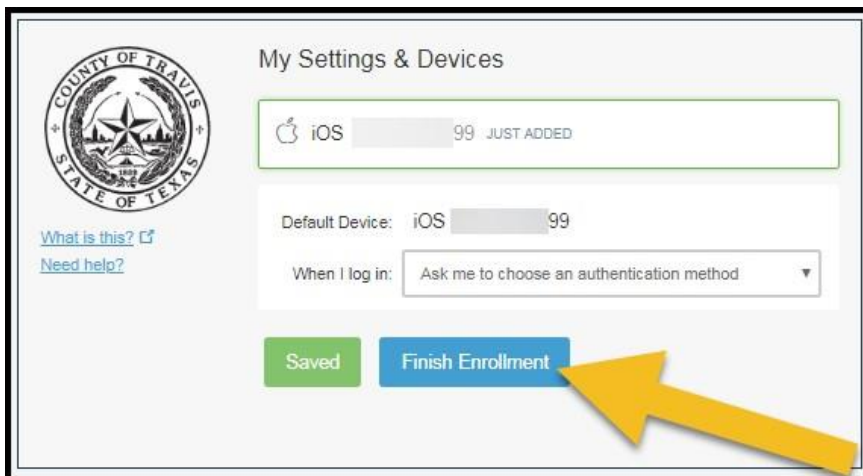 COUNTY OF TRAVIS
1839
STATE OF TEXAS
What is this?
Need help?
My Settings & Devices
iOS 99 JUST ADDED
Default Device: iOS 99
When I log in: Ask me to choose an authentication method
Saved Finish Enrollment